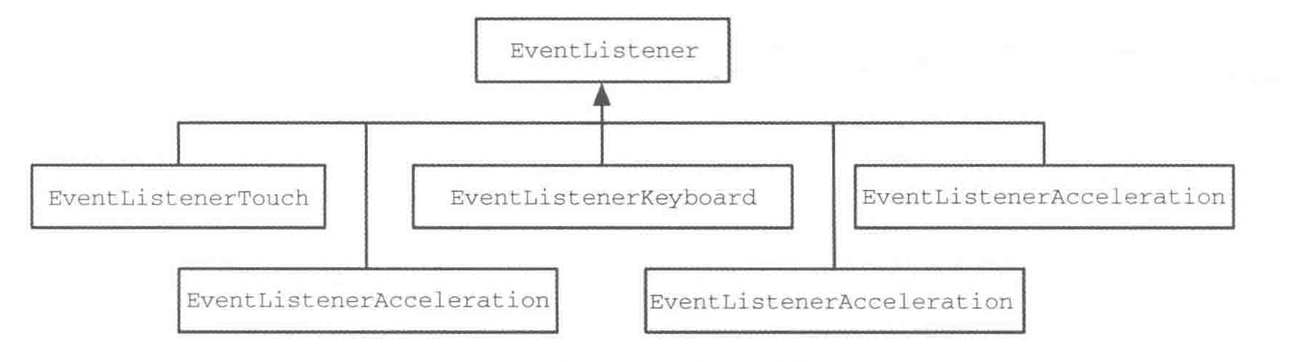 EventListener
EventListenerTouch
EventListenerKeyboard
EventListenerAcceleration
EventListenerAcceleration
EventListenerAcceleration